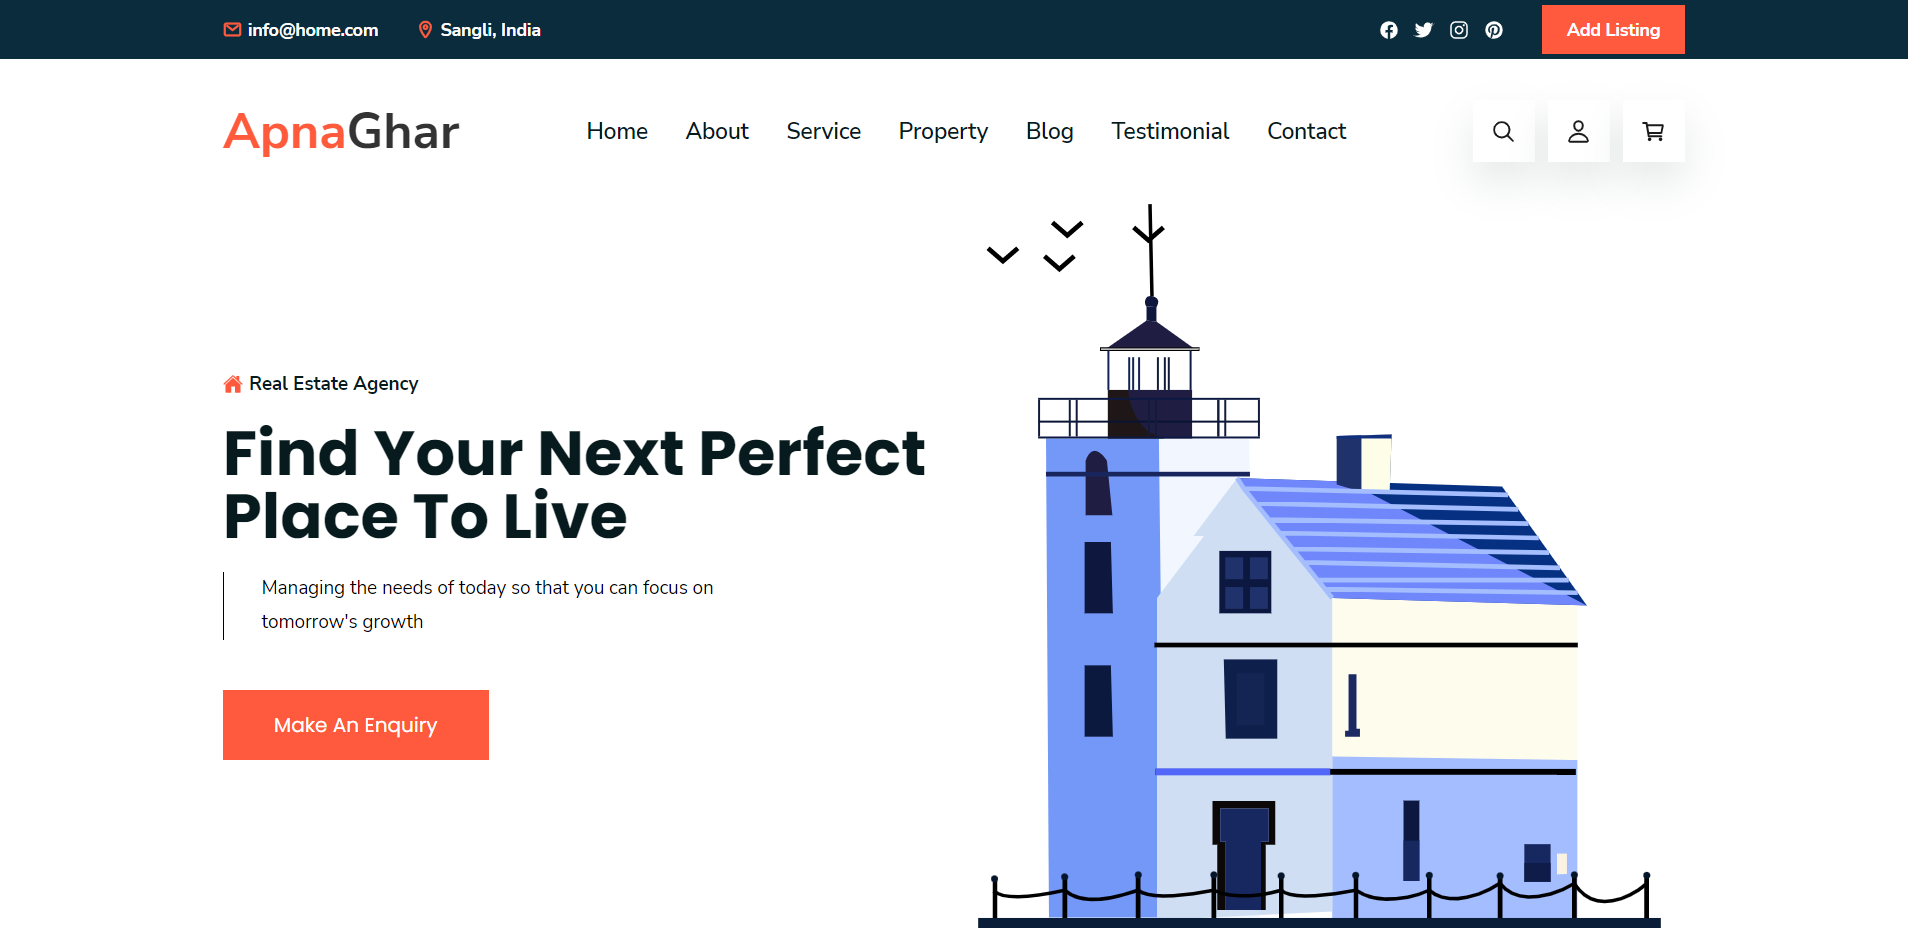 info@home.com
Sangli, India
Add Listing
ApnaGhar
Home
About
Service
Property
Blog
Testimonial
Contact
Real Estate Agency
Find Your Next Perfect
Place To Live
Managing the needs of today so that you can focus on
tomorrow's growth
Make An Enquiry